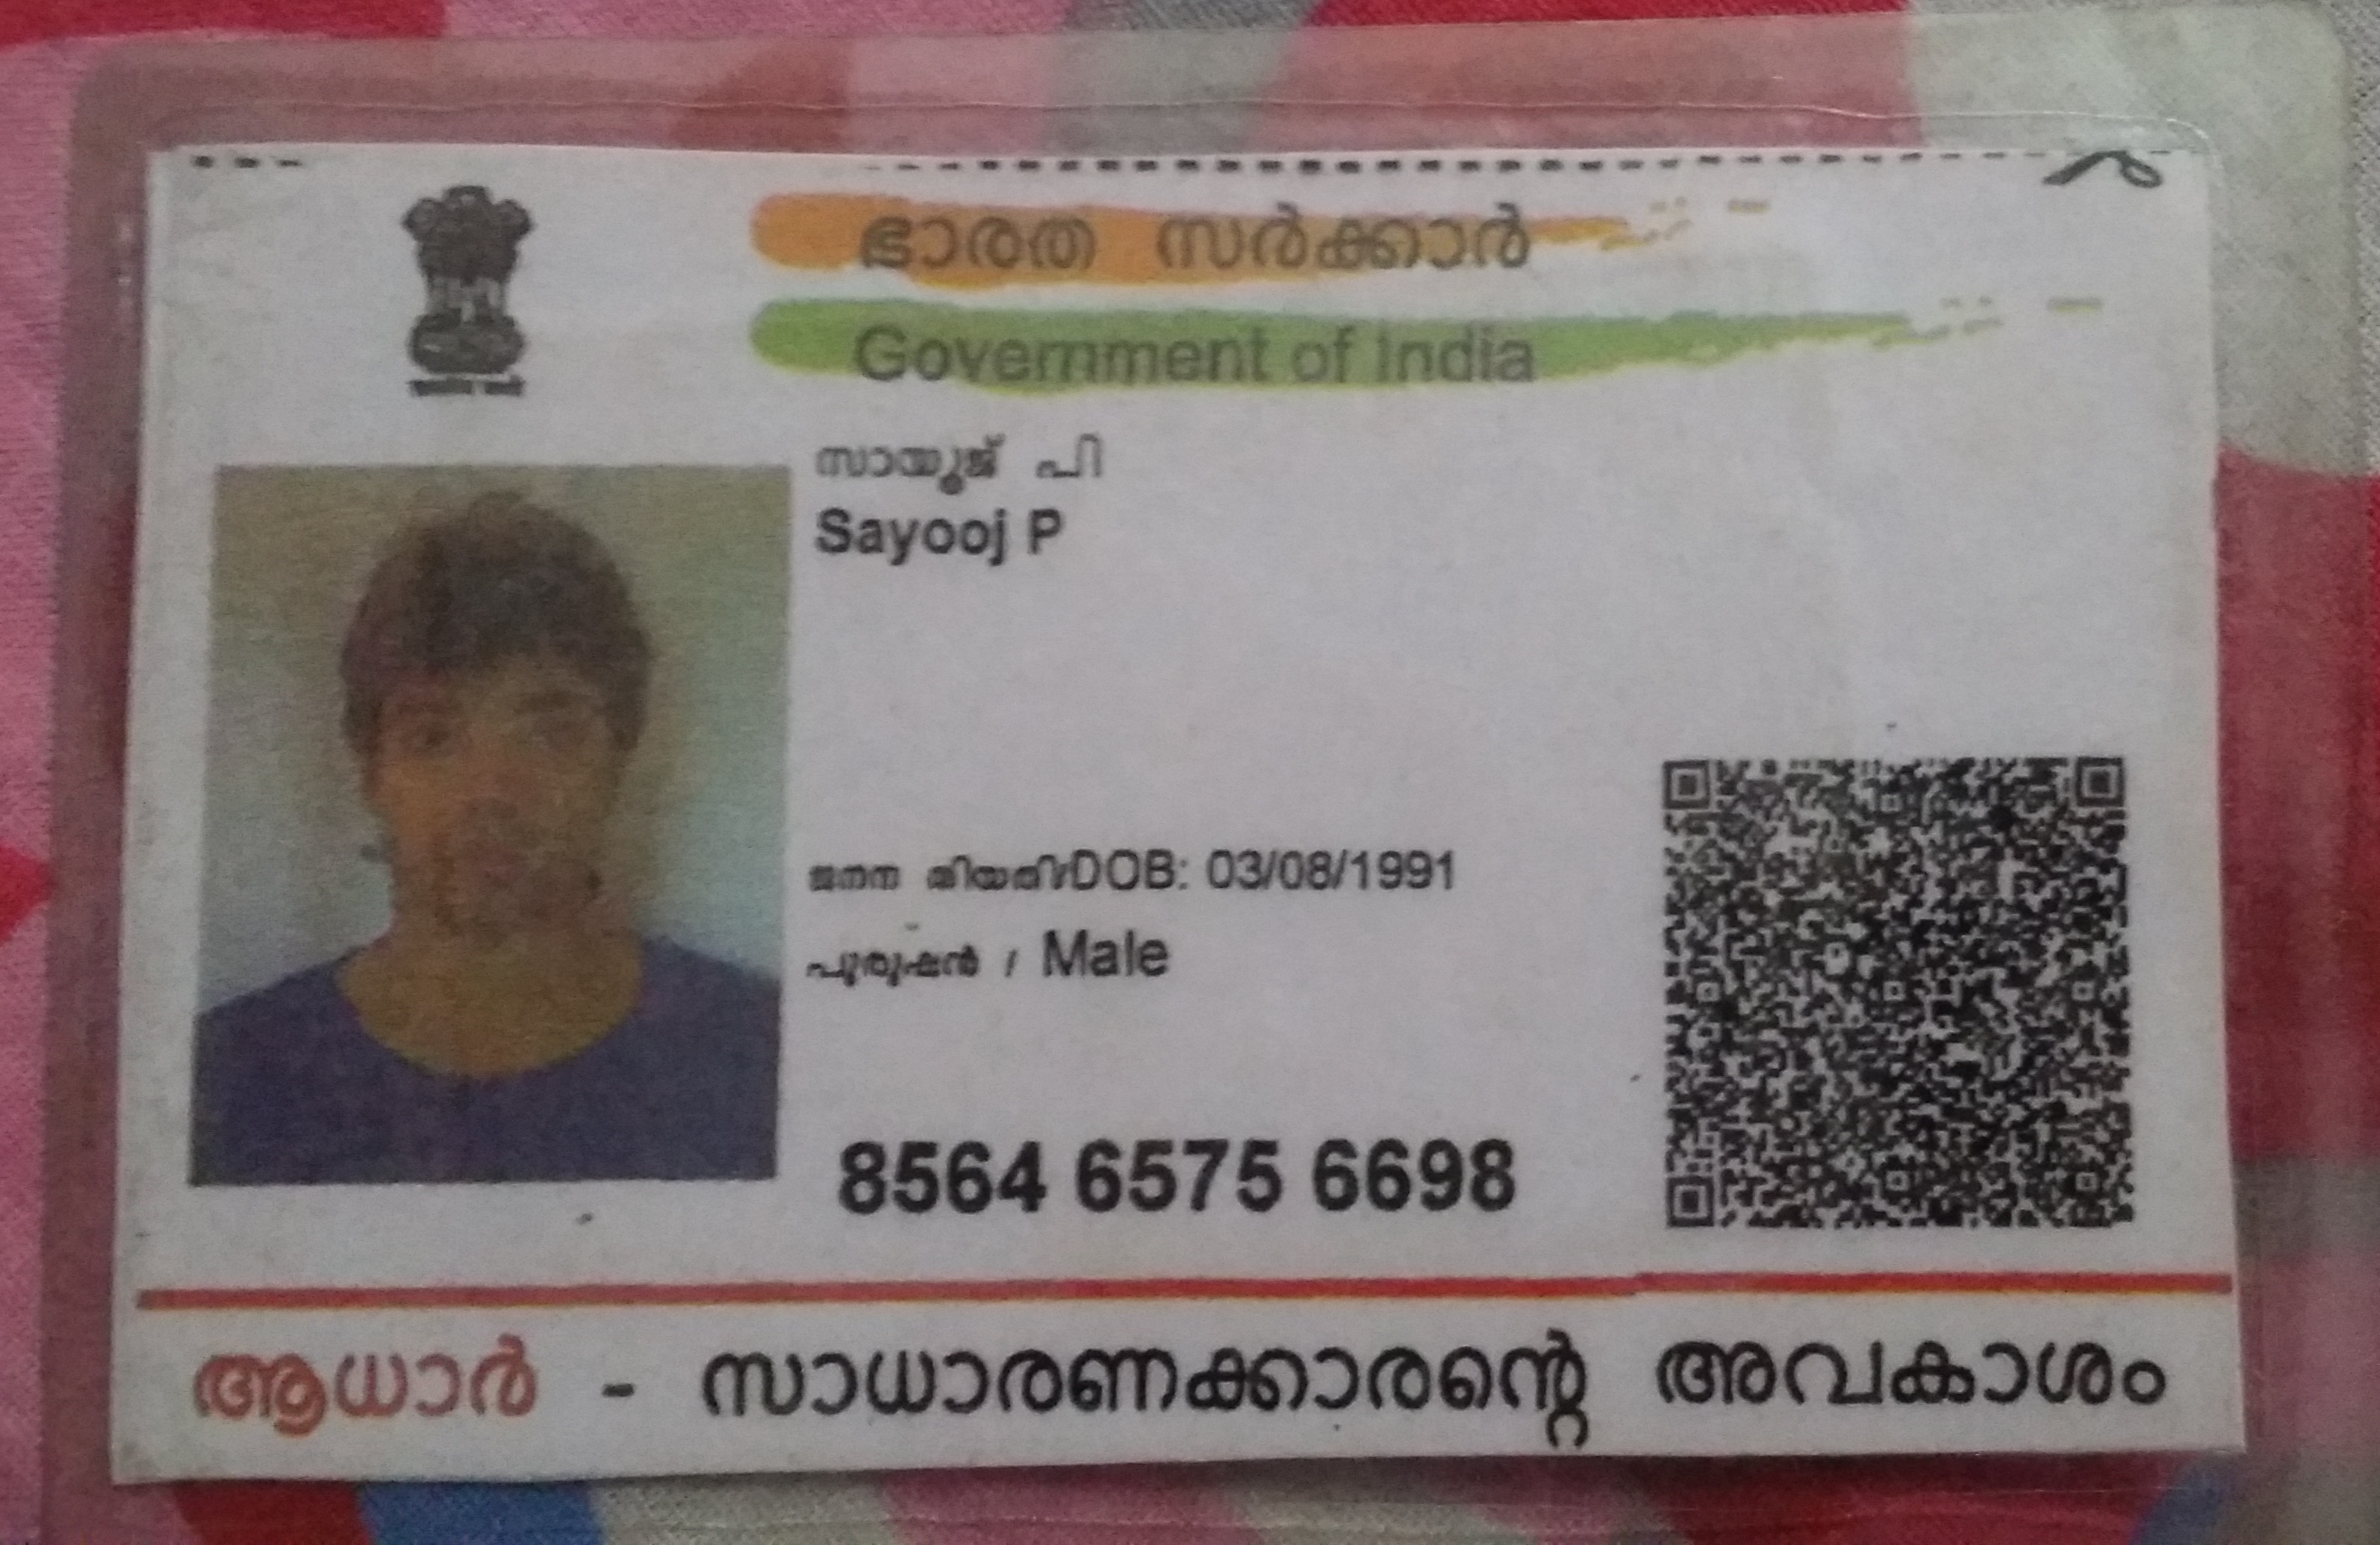 ഭാരത സർക്കാർ
Government of India
സായൂജ് പി
Sayooj P
ജനന തിയതി/DOB: 03/08/1991
പുരുഷൻ / Male
8564 6575 6698
ആധാർ - സാധാരണക്കാരന്റെ അവകാശം